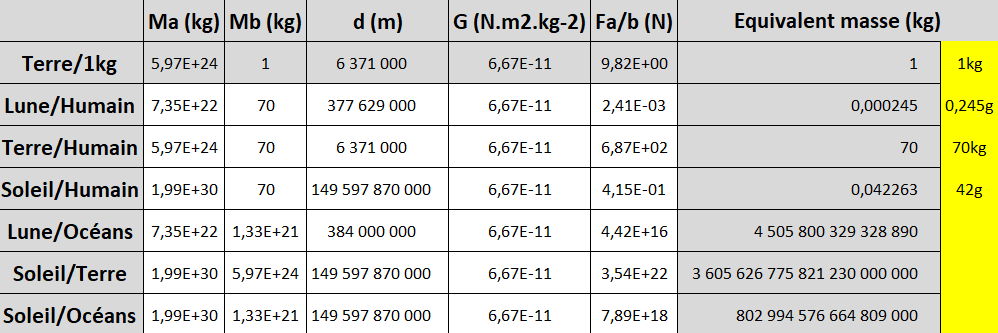 Ma (kg) Mb (kg) d (m) G (N.m2.kg-2) Fa/b (N) Equivalent masse (kg)
Terre/1kg 5,97E+24 1 6 371 000 6,67E-11 9,82E+00 1 1kg
Lune/Humain 7,35E+22 70 377 629 000 6,67E-11 2,41E-03 0,000245 0,245g
Terre/Humain 5,97E+24 70 6 371 000 6,67E-11 6,87E+02 70 70kg
Soleil/Humain 1,99E+30 70 149 597 870 000 6,67E-11 4,15E-01 0,042263 42g
Lune/Océans 7,35E+22 1,33E+21 384 000 000 6,67E-11 4,42E+16 4 505 800 329 328 890
Soleil/Terre 1,99E+30 5,97E+24 149 597 870 000 6,67E-11 3,54E+22 3 605 626 775 821 230 000 000
Soleil/Océans 1,99E+30 1,33E+21 149 597 870 000 6,67E-11 7,89E+18 802 994 576 664 809 000